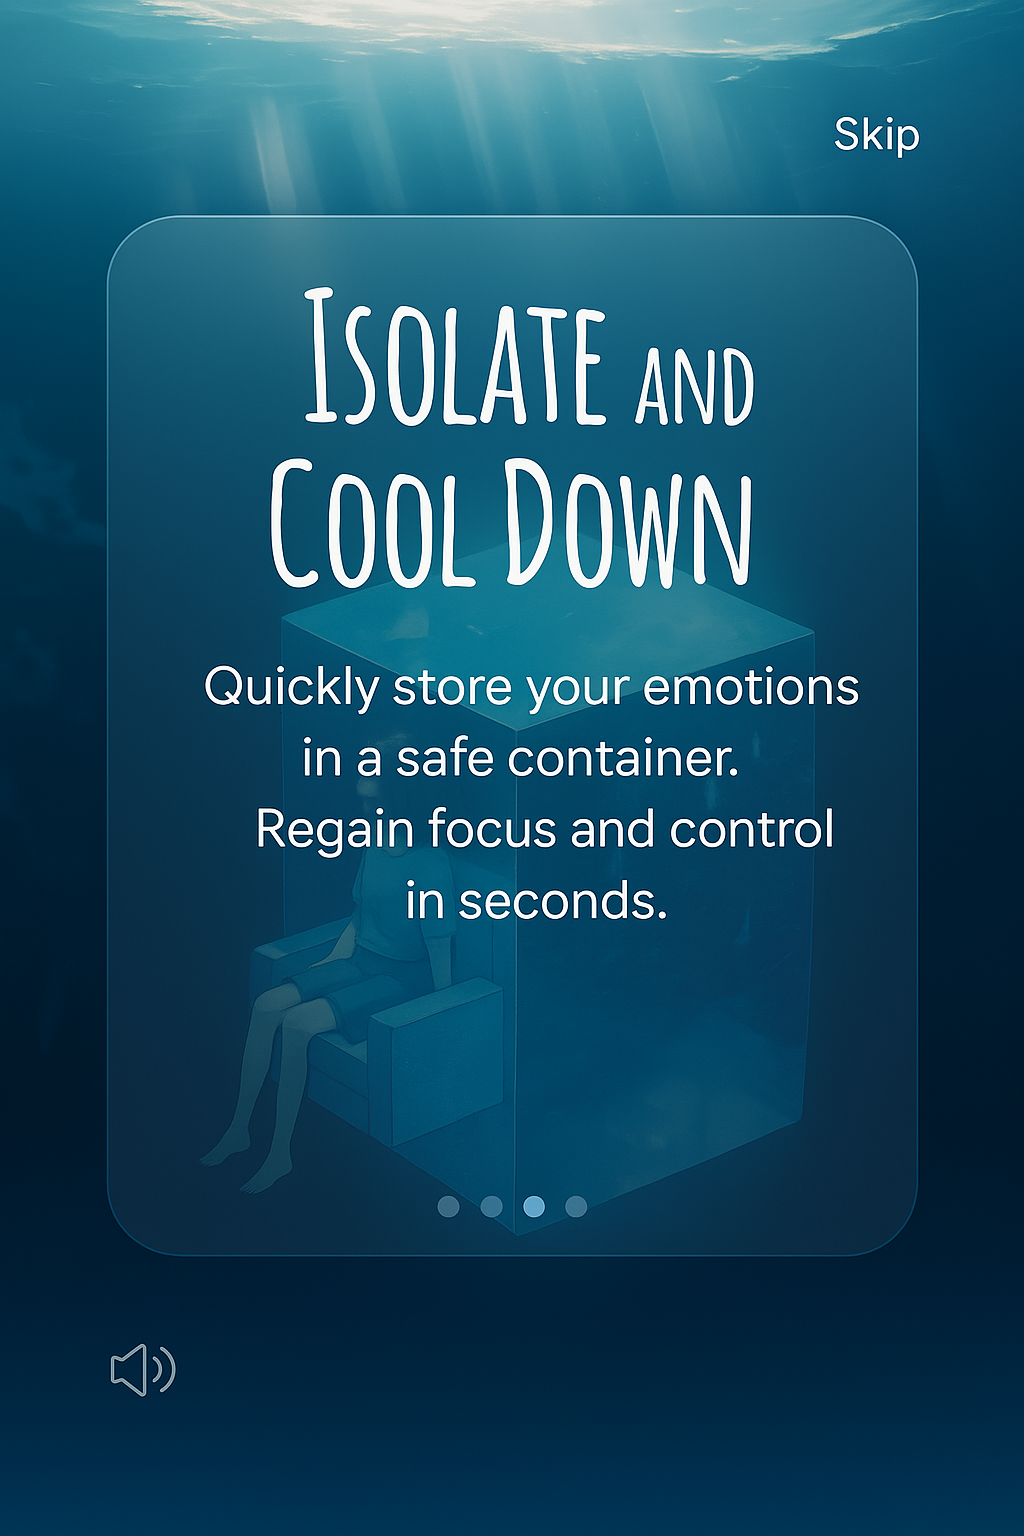 Skip
Isolate and
Cool Down
Quickly store your emotions
in a safe container.
Regain focus and control
in seconds.